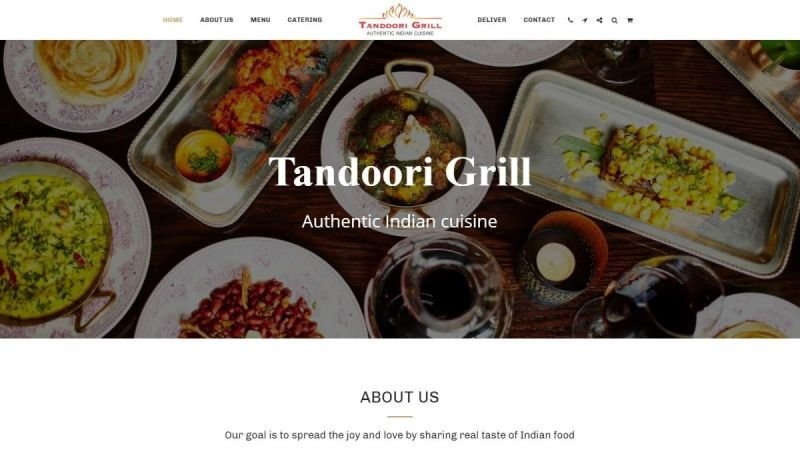 HOME ABOUT US MENU CATERING
TANDOORI GRILL
AUTHENTIC INDIAN CUISINE
DELIVER CONTACT
Tandoori Grill
Authentic Indian cuisine
ABOUT US
Our goal is to spread the joy and love by sharing real taste of Indian food